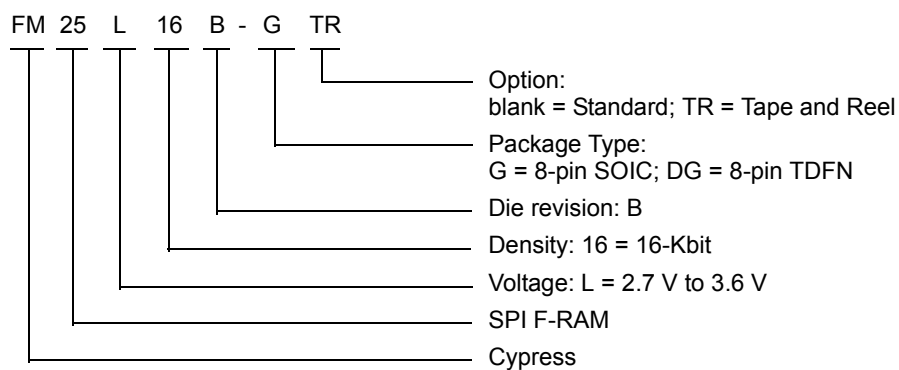 FM 25 L 16 B - G TR
Option:
blank = Standard; TR = Tape and Reel
Package Type:
G = 8-pin SOIC; DG = 8-pin TDFN
Die revision: B
Density: 16 = 16-Kbit
Voltage: L = 2.7 V to 3.6 V
SPI F-RAM
Cypress